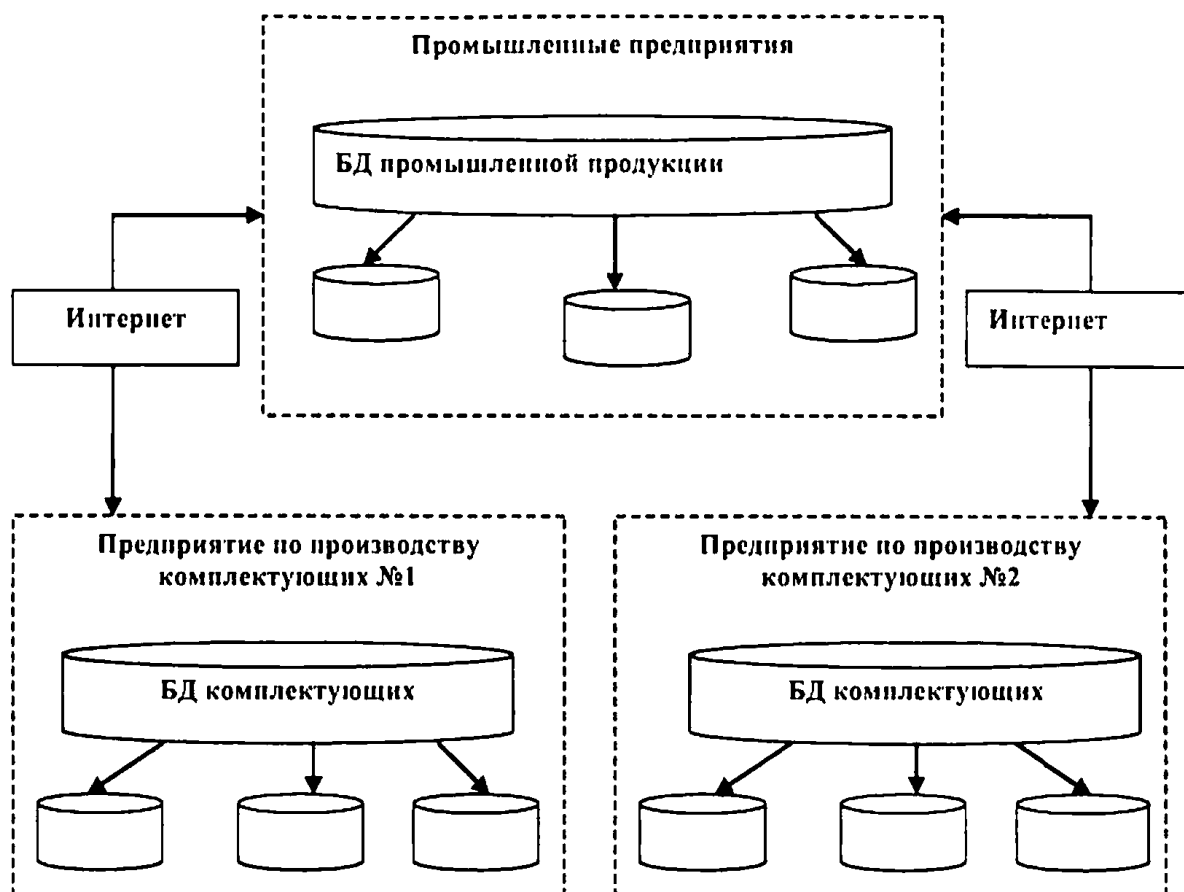 Промышленные предприятия
БД промышленной продукции
Интернет
Интернет
Предприятие по производству
комплектующих №1
БД комплектующих
Предприятие по производству
комплектующих №2
БД комплектующих